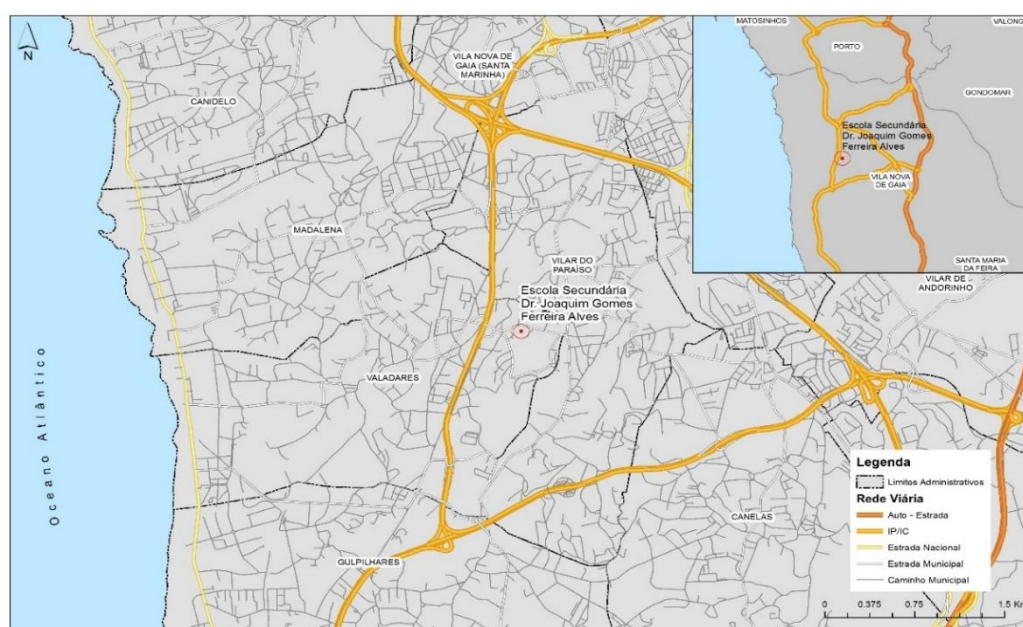 N
CANIDELO
VILA NOVA DE
GAIA (SANTA
MARINHA)
MADALENA
VILAR DO
PARAÍSO
Escola Secundária
Dr. Joaquim Gomes
Ferreira Alves
VALADARES
GULPILHARES
CANELAS
VILAR DE
ANDORINHO
Oceano Atlântico
MATOSINHOS
VALONG
PORTO
GONDOMAR
Escola Secundária
Dr. Joaquim Gomes
Ferreira Alves
VILA NOVA
DE GAIA
SANTA MARIA
DA FEIRA
Legenda
Limitos Administrativos
Rede Viária
Auto - Estrada
IP/IC
Estrada Nacional
Estrada Municipal
Caminho Municipal
0 0.375 0.75 1.5 Km